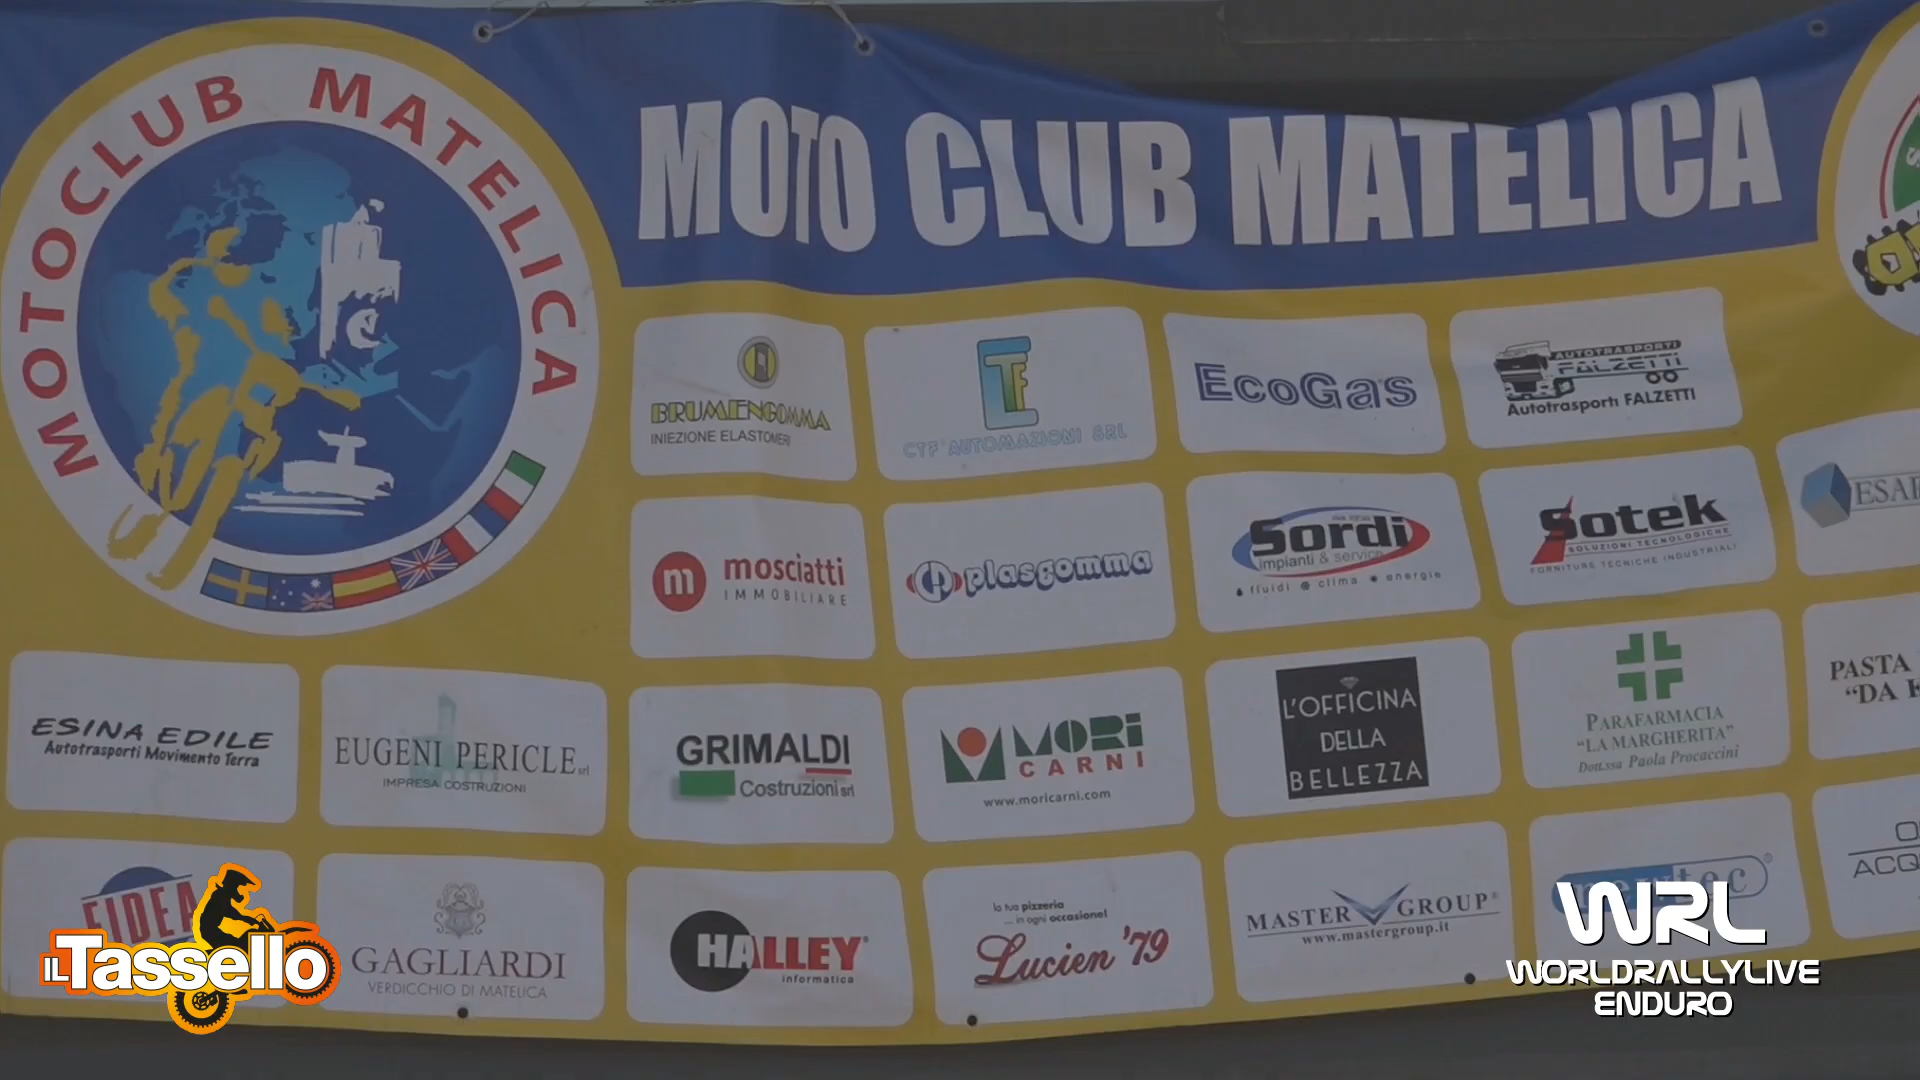 MOTOCLUB MATELICA
MOTO CLUB MATELICA
BRUMENGOMMA
INIEZIONE ELASTOMERI
CTF AUTOMAZIONI SRL
EcoGas
AUTOTRASPORTI
FALZETTI
Autotrasporti FALZETTI
m mosciatti
IMMOBILIARE
plasgomma
Sordi
impianti & service
fluidi clima energie
Sotek
SOLUZIONI TECNOLOGICHE
FORNITURE TECNICHE INDUSTRIALI
ESINA EDILE
Autotrasporti Movimento Terra
EUGENI PERICLE srl
IMPRESA COSTRUZIONI
GRIMALDI
Costruzioni srl
MORI
CARNI
www.moricarni.com
L'OFFICINA
DELLA
BELLEZZA
PARAFARMACIA
"LA MARGHERITA"
Dott.ssa Paola Procaccini
PASTA
"DA
EIDEA
GAGLIARDI
VERDICCHIO DI MATELICA
HALLEY®
informatica
la tua pizzeria
... in ogni occasione!
Lucien '79
MASTER GROUP®
www.mastergroup.it
newtec®
ACQ
IL Tassello
WRL
WORLDRALLYLIVE
ENDURO